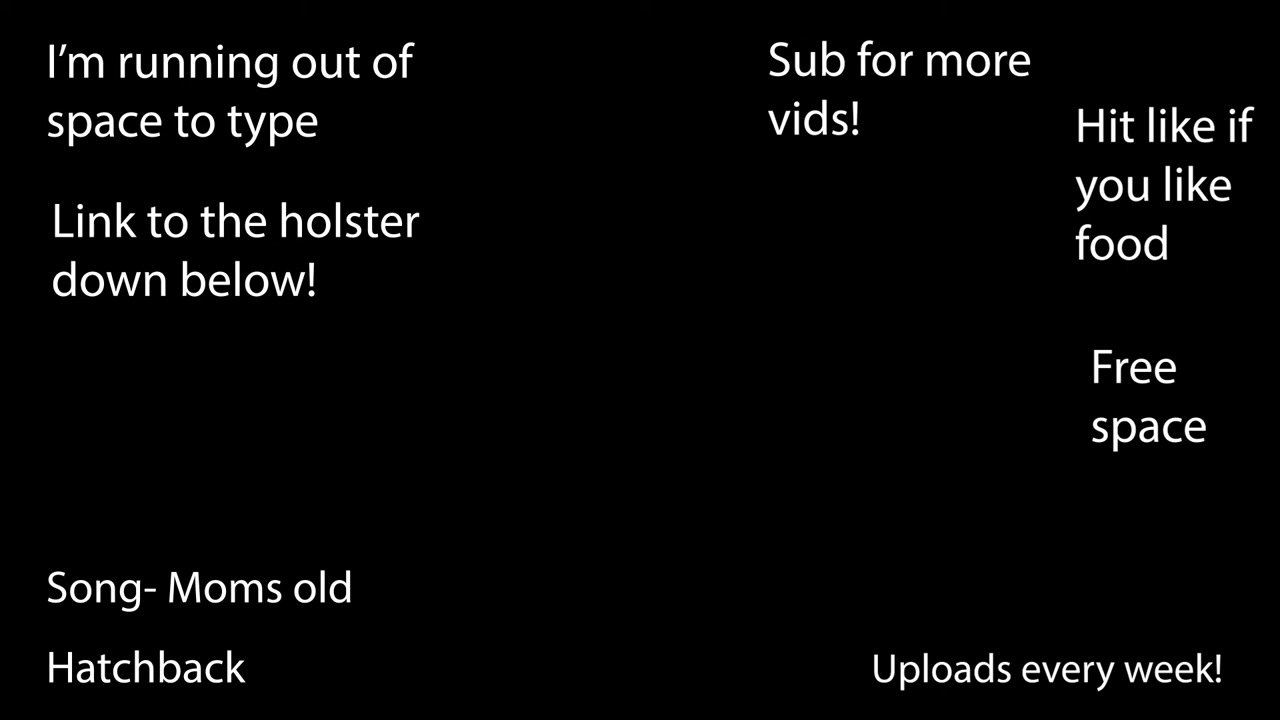 I’m running out of
space to type
Link to the holster
down below!
Sub for more
vids!
Hit like if
you like
food
Free
space
Song- Moms old
Hatchback
Uploads every week!